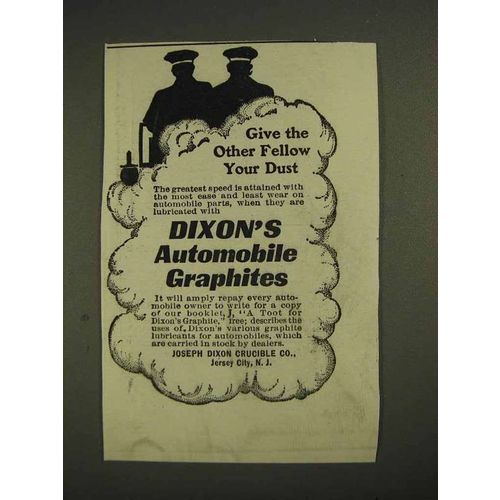 Give the
Other Fellow
Your Dust
The greatest speed is attained with
the most ease and least wear on
automobile parts, when they are
lubricated with
DIXON'S
Automobile
Graphites
It will amply repay every auto-
mobile owner to write for a copy
of our booklet, J, "A Toot for
Dixon's Graphite," free; describes the
uses of Dixon's various graphite
lubricants for automobiles, which
are carried in stock by dealers.
JOSEPH DIXON CRUCIBLE CO.,
Jersey City, N. J.